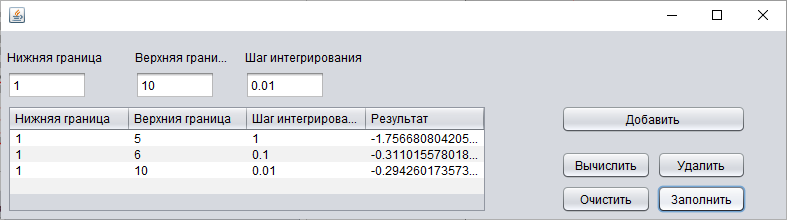 Нижняя граница Верхняя грани... Шаг интегрирования
1 10 0.01
Нижняя граница Верхния граница Шаг интегрирова... Результат
1 5 1 -1.756680804205...
1 6 0.1 -0.311015578018...
1 10 0.01 -0.294260173573...
Добавить
Вычислить Удалить
Очистить Заполнить